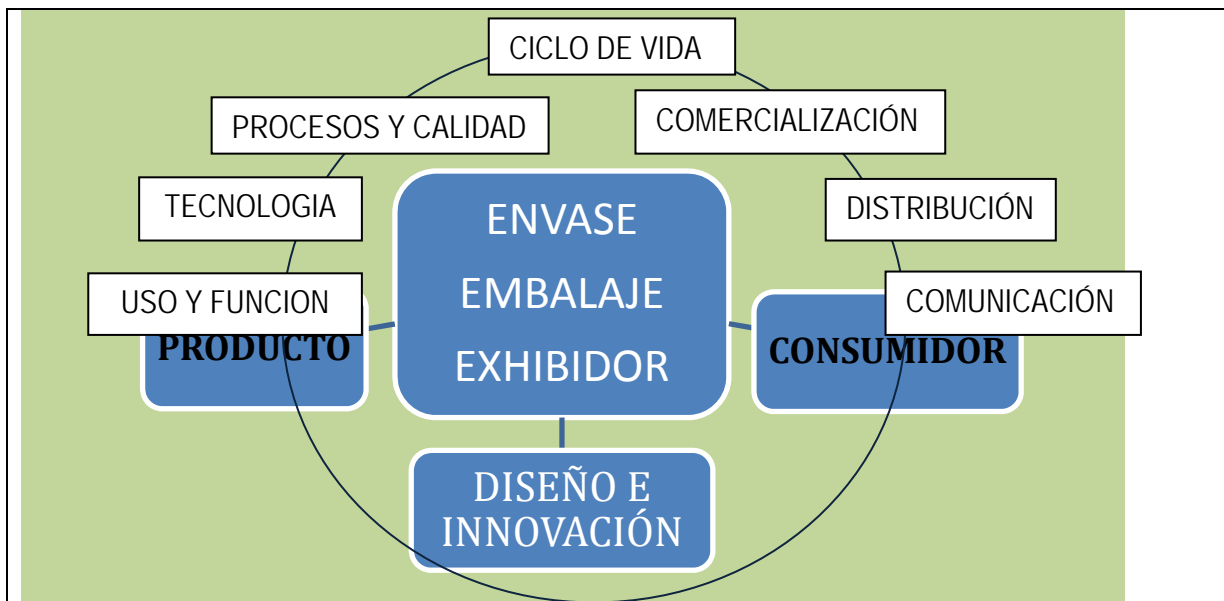 CICLO DE VIDA
PROCESOS Y CALIDAD
COMERCIALIZACIÓN
TECNOLOGIA
DISTRIBUCIÓN
USO Y FUNCION
COMUNICACIÓN
ENVASE
EMBALAJE
EXHIBIDOR
PRODUCTO
CONSUMIDOR
DISEÑO E
INNOVACIÓN